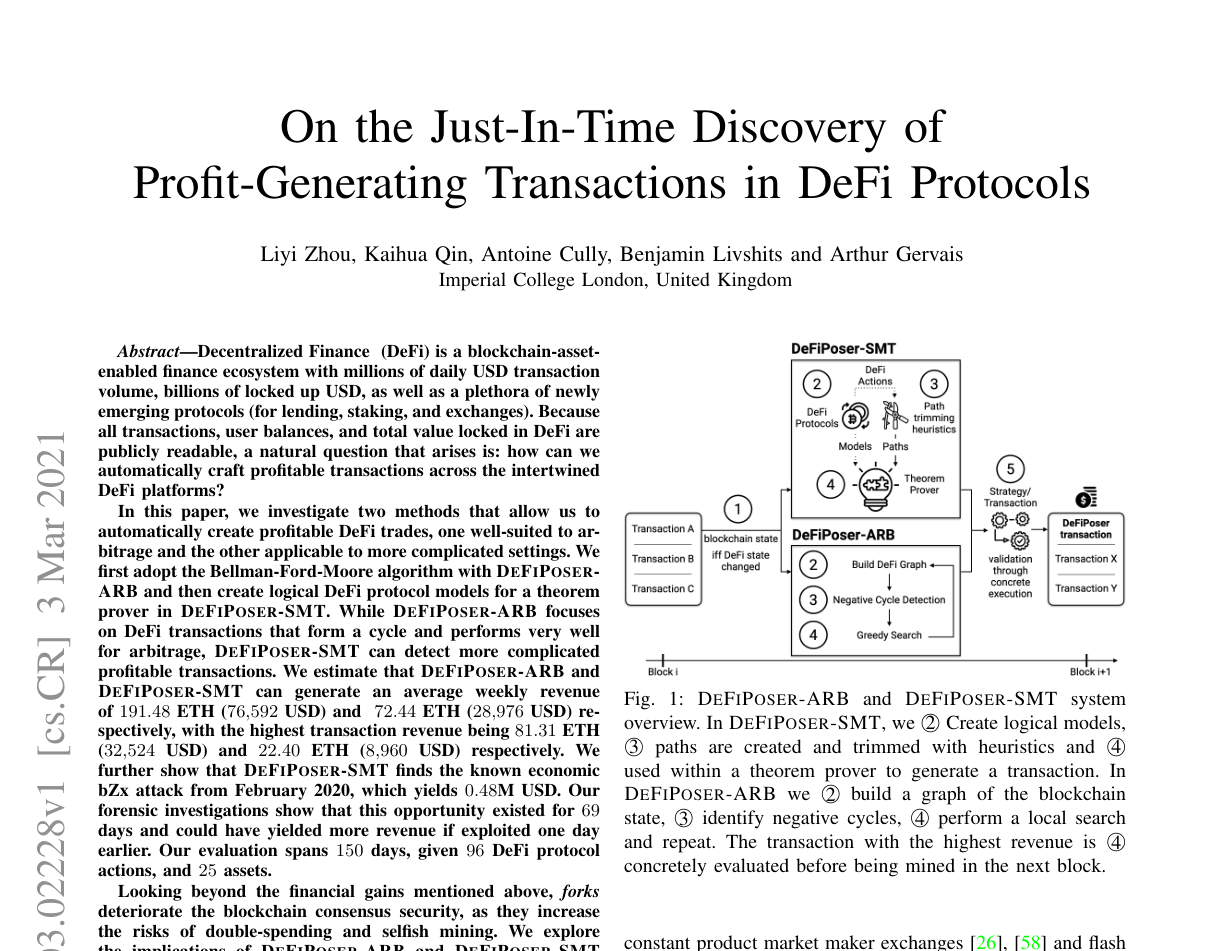 On the Just-In-Time Discovery of
Profit-Generating Transactions in DeFi Protocols
Liyi Zhou, Kaihua Qin, Antoine Cully, Benjamin Livshits and Arthur Gervais
Imperial College London, United Kingdom
03.02228v1 [cs.CR] 3 Mar 2021
Abstract—Decentralized Finance (DeFi) is a blockchain-asset-
enabled finance ecosystem with millions of daily USD transaction
volume, billions of locked up USD, as well as a plethora of newly
emerging protocols (for lending, staking, and exchanges). Because
all transactions, user balances, and total value locked in DeFi are
publicly readable, a natural question that arises is: how can we
automatically craft profitable transactions across the intertwined
DeFi platforms?
In this paper, we investigate two methods that allow us to
automatically create profitable DeFi trades, one well-suited to ar-
bitrage and the other applicable to more complicated settings. We
first adopt the Bellman-Ford-Moore algorithm with DEFIPOSER-
ARB and then create logical DeFi protocol models for a theorem
prover in DEFIPOSER-SMT. While DEFIPOSER-ARB focuses
on DeFi transactions that form a cycle and performs very well
for arbitrage, DEFIPOSER-SMT can detect more complicated
profitable transactions. We estimate that DEFIPOSER-ARB and
DEFIPOSER-SMT can generate an average weekly revenue
of 191.48 ETH (76,592 USD) and 72.44 ETH (28,976 USD) re-
spectively, with the highest transaction revenue being 81.31 ETH
(32,524 USD) and 22.40 ETH (8,960 USD) respectively. We
further show that DEFIPOSER-SMT finds the known economic
bZx attack from February 2020, which yields 0.48M USD. Our
forensic investigations show that this opportunity existed for 69
days and could have yielded more revenue if exploited one day
earlier. Our evaluation spans 150 days, given 96 DeFi protocol
actions, and 25 assets.
Looking beyond the financial gains mentioned above, forks
deteriorate the blockchain consensus security, as they increase
the risks of double-spending and selfish mining. We explore
the implications of DEFIPOSER-ARB and DEFIPOSER-SMT
DeFiPoser-SMT
2
DeFi
Actions
3
DeFi
Protocols
Path
trimming
heuristics
Models
Paths
4
Theorem
Prover
Transaction A
Transaction B
Transaction C
1
blockchain state
iff DeFi state
changed
DeFiPoser-ARB
2
Build DeFi Graph
3
Negative Cycle Detection
4
Greedy Search
5
Strategy/
Transaction
validation
through
concrete
execution
DeFiPoser
transaction
Transaction X
Transaction Y
Block i
Block i+1
Fig. 1: DEFIPOSER-ARB and DEFIPOSER-SMT system
overview. In DEFIPOSER-SMT, we ② Create logical models,
③ paths are created and trimmed with heuristics and ④
used within a theorem prover to generate a transaction. In
DEFIPOSER-ARB we ② build a graph of the blockchain
state, ③ identify negative cycles, ④ perform a local search
and repeat. The transaction with the highest revenue is ④
concretely evaluated before being mined in the next block.
constant product market maker exchanges [26], [58] and flash